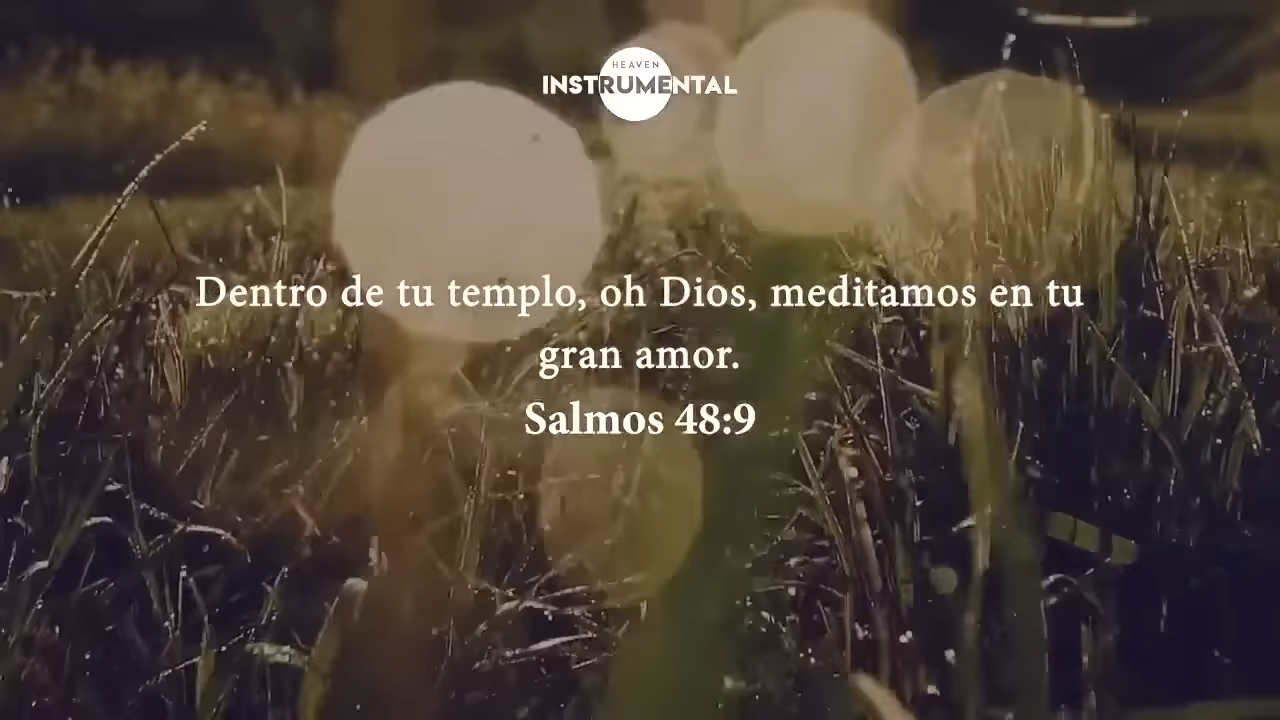 HEAVEN
INSTRUMENTAL
Dentro de tu templo, oh Dios, meditamos en tu
gran amor.
Salmos 48:9